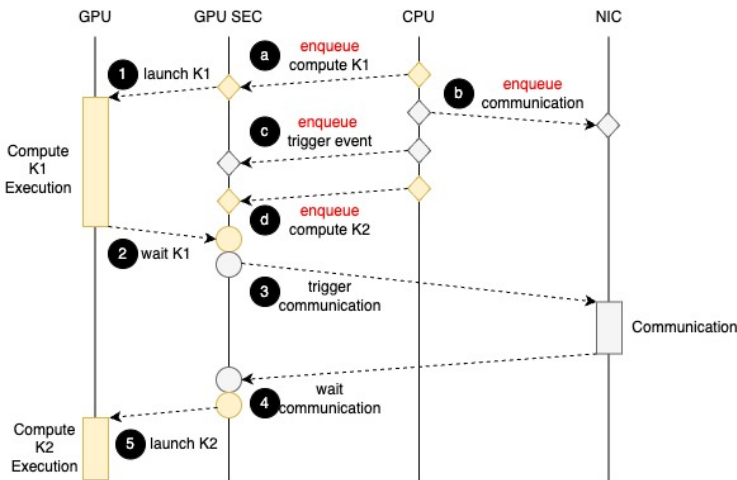 GPU
GPU SEC
CPU
NIC
a
enqueue
compute K1
1
launch K1
b
enqueue
communication
c
enqueue
trigger event
Compute
K1
Execution
d
enqueue
compute K2
2
wait K1
3
trigger
communication
Communication
4
wait
communication
Compute
K2
Execution
5
launch K2